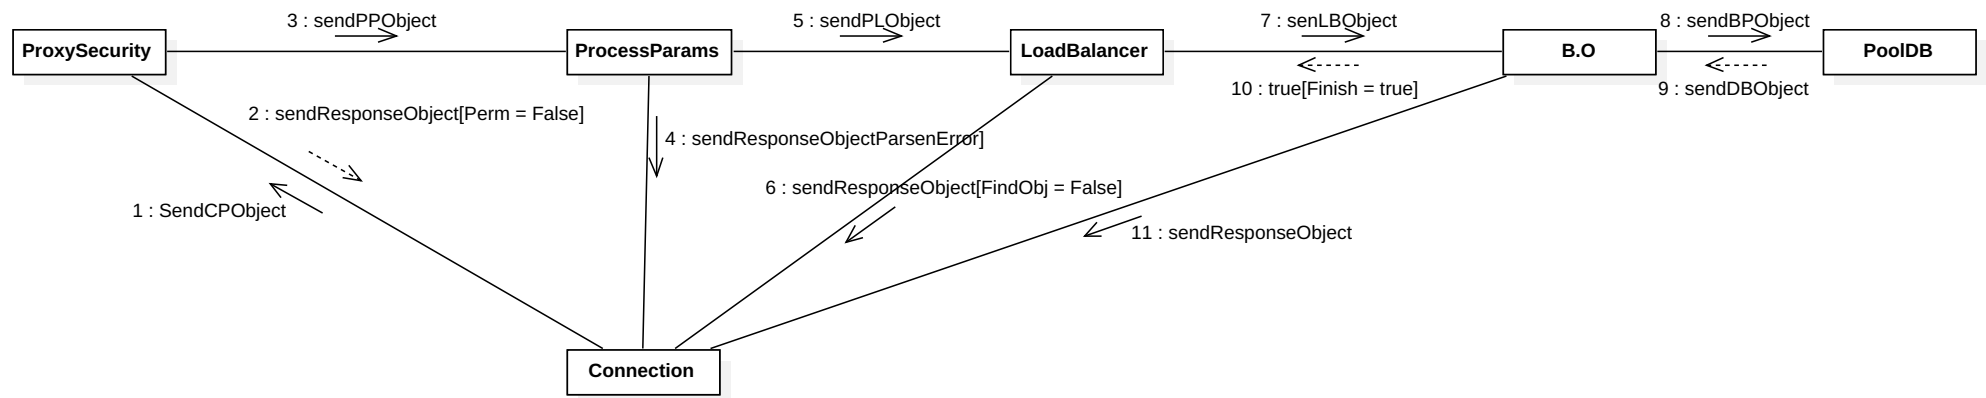 3 : sendPPObject
5 : sendPLObject
7 : senLBObject
8 : sendBPObject
ProxySecurity
ProcessParams
LoadBalancer
B.O
PoolDB
10 : true[Finish = true]
9 : sendDBObject
2 : sendResponseObject[Perm = False]
4 : sendResponseObjectParsenError]
6 : sendResponseObject[FindObj = False]
1 : SendCPObject
11 : sendResponseObject
Connection